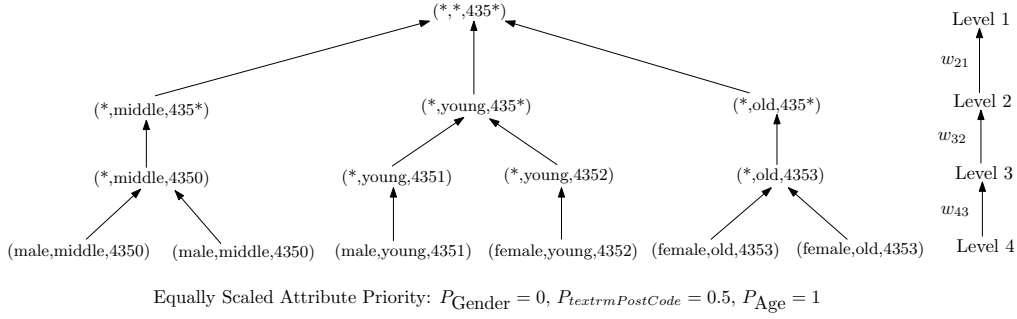 (*,*,435*) Level 1
w21
(*,middle,435*) (*,young,435*) (*,old,435*) Level 2
w32
(*,middle,4350) (*,young,4351) (*,young,4352) (*,old,4353) Level 3
w43
(male,middle,4350) (male,middle,4350) (male,young,4351) (female,young,4352) (female,old,4353) (female,old,4353) Level 4
Equally Scaled Attribute Priority: PGender = 0, PtextrmPostCode = 0.5, PAge = 1